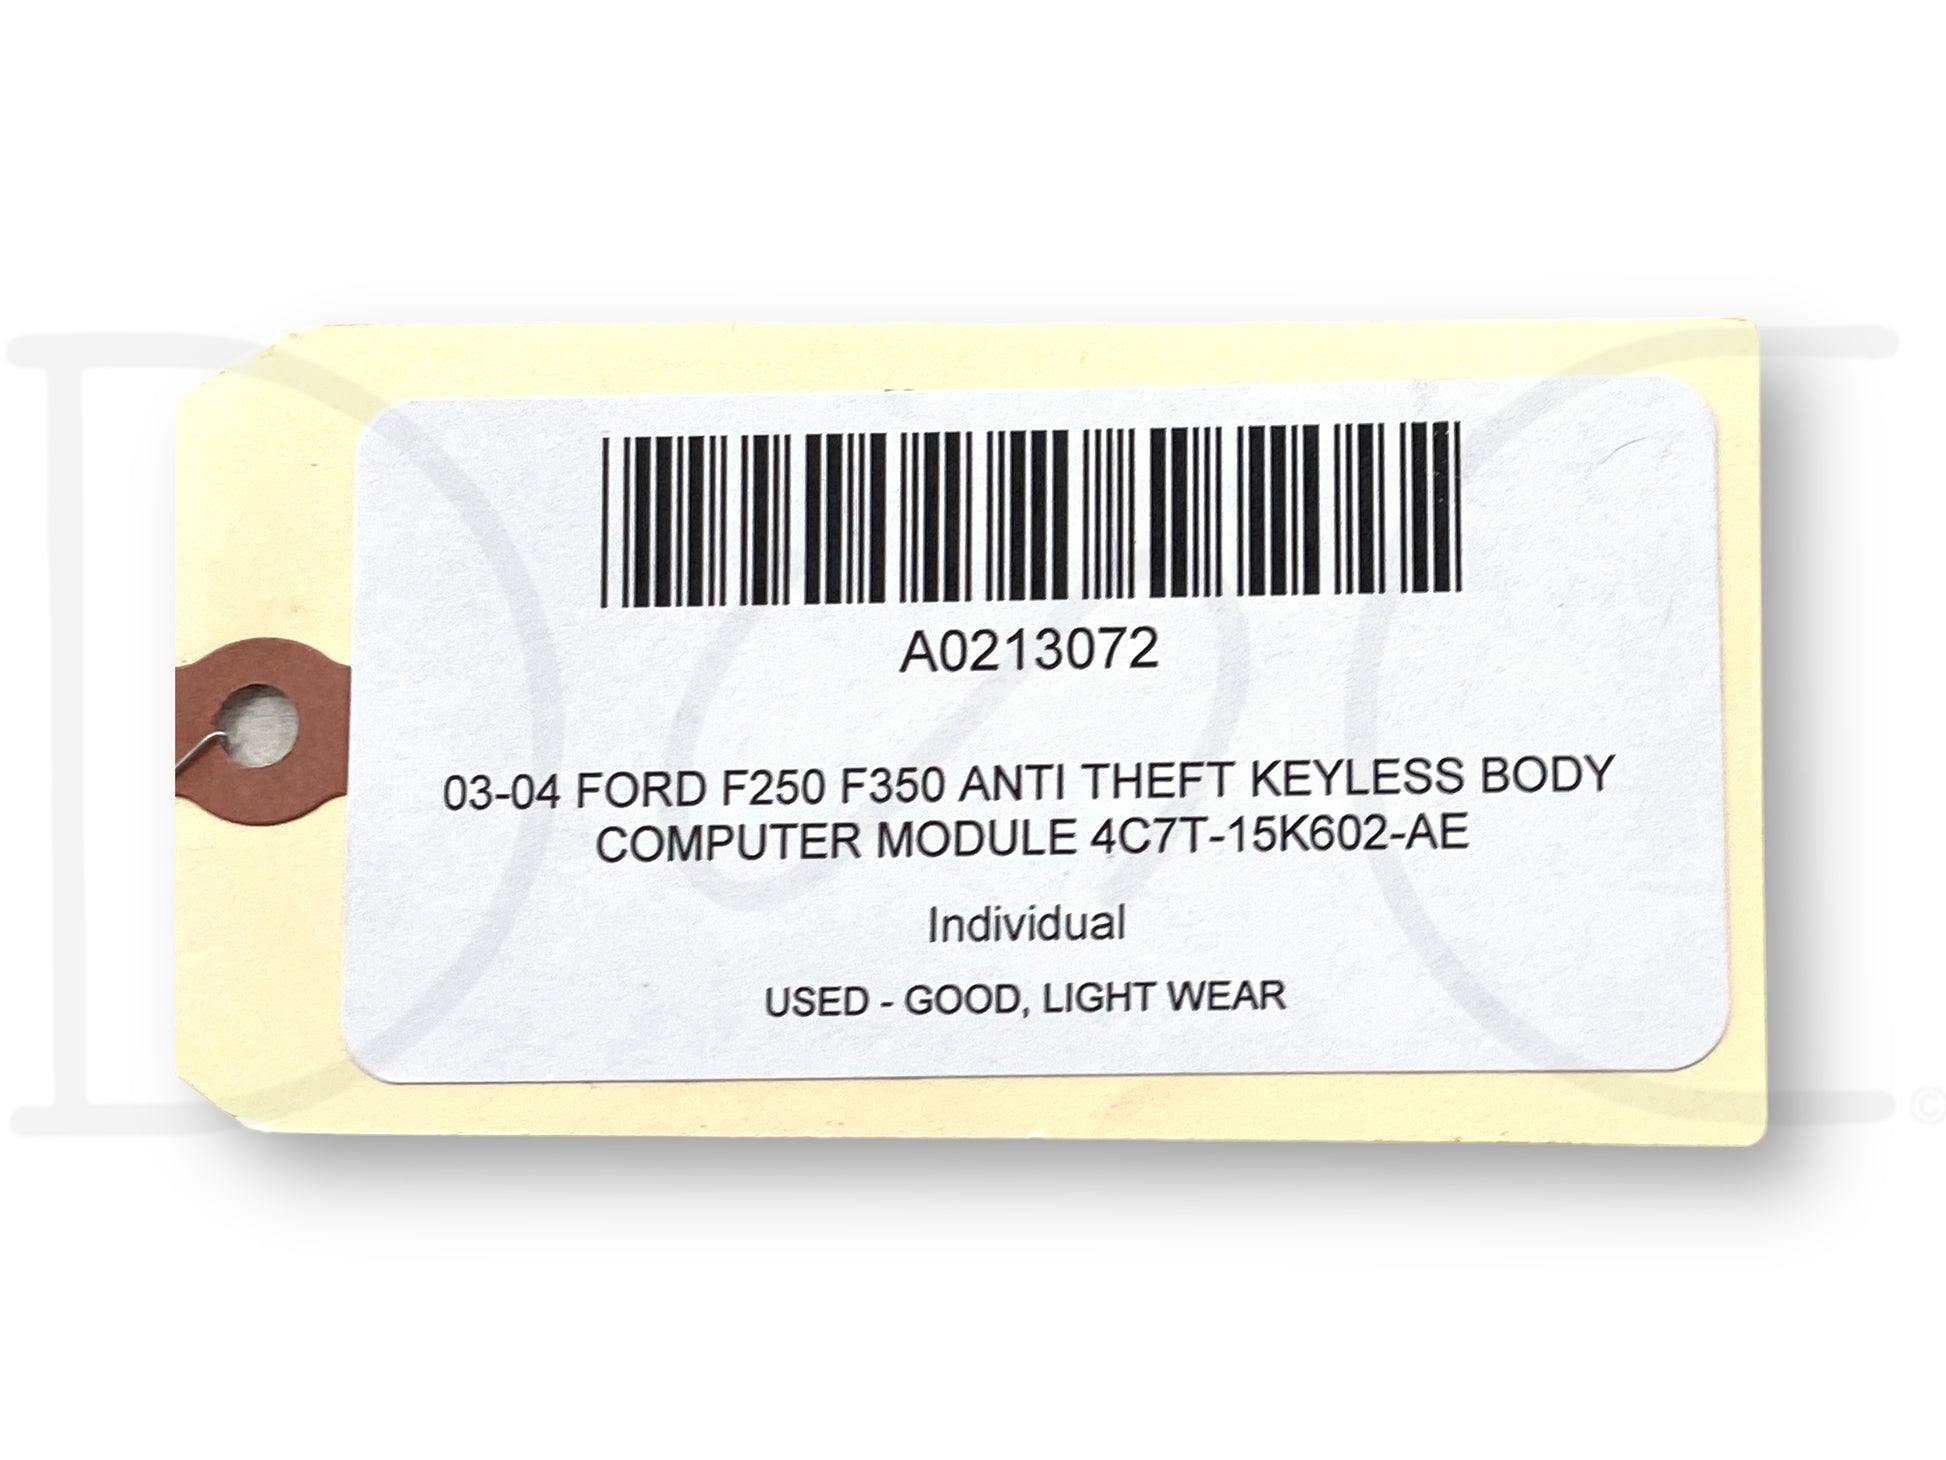 A0213072
03-04 FORD F250 F350 ANTI THEFT KEYLESS BODY
COMPUTER MODULE 4C7T-15K602-AE
Individual
USED - GOOD, LIGHT WEAR
©